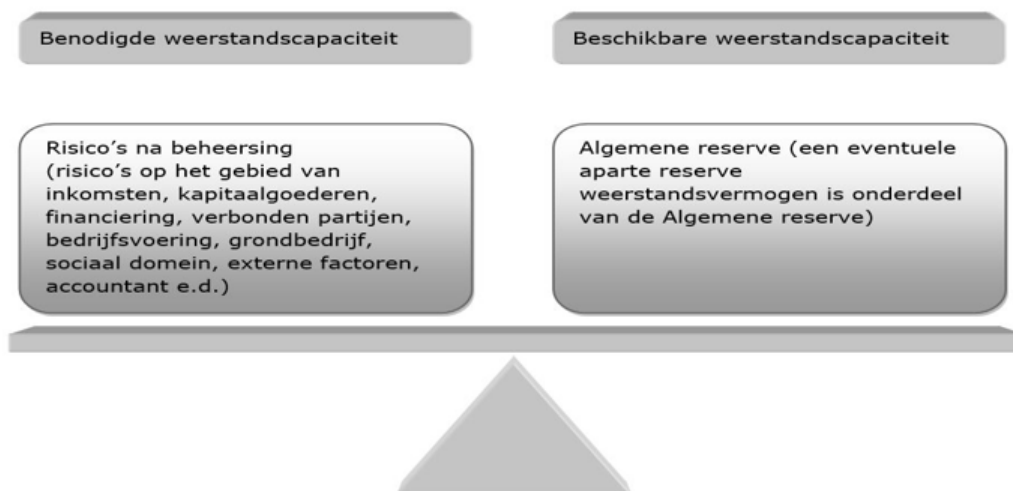 Benodigde weerstandscapaciteit
Beschikbare weerstandscapaciteit
Risico's na beheersing
(risico's op het gebied van
inkomsten, kapitaalgoederen,
financiering, verbonden partijen,
bedrijfsvoering, grondbedrijf,
sociaal domein, externe factoren,
accountant e.d.)
Algemene reserve (een eventuele
aparte reserve
weerstandsvermogen is onderdeel
van de Algemene reserve)